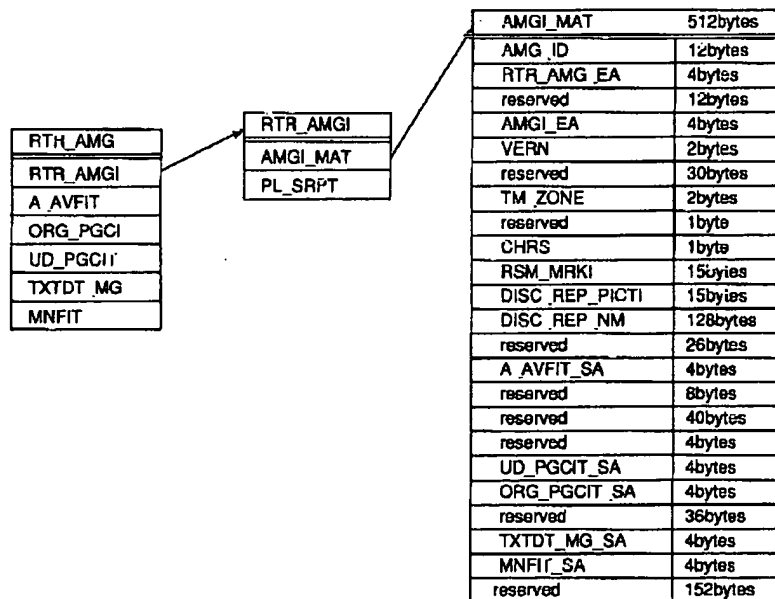 RTR_AMG
RTR_AMGI
A_AVFIT
ORG_PGCI
UD_PGCIT
TXTDT_MG
MNFIT
RTR_AMGI
AMGI_MAT
PL_SRPT
AMGI_MAT 512bytes
AMG_ID 12bytes
RTR_AMG_EA 4bytes
reserved 12bytes
AMGI_EA 4bytes
VERN 2bytes
reserved 30bytes
TM_ZONE 2bytes
reserved 1byte
CHRS 1byte
RSM_MRKI 15bytes
DISC_REP_PICTI 15bytes
DISC_REP_NM 128bytes
reserved 26bytes
A_AVFIT_SA 4bytes
reserved 8bytes
reserved 40bytes
reserved 4bytes
UD_PGCIT_SA 4bytes
ORG_PGCIT_SA 4bytes
reserved 36bytes
TXTDT_MG_SA 4bytes
MNFIT_SA 4bytes
reserved 152bytes